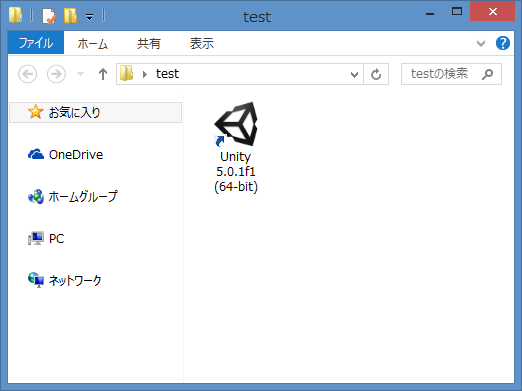 test
ファイル
ホーム
共有
表示
test
testの検索
お気に入り
OneDrive
ホームグループ
PC
ネットワーク
Unity
5.0.1f1
(64-bit)